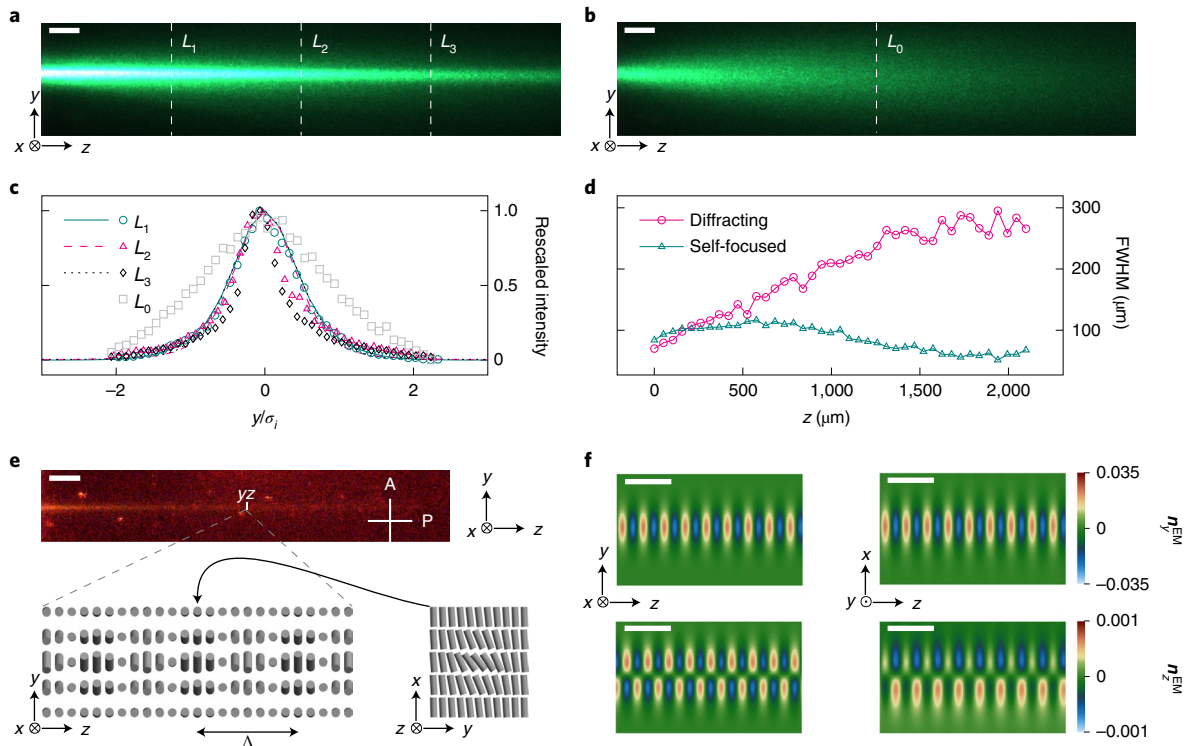 a
L1
L2
L3
y
x
z
b
L0
y
x
z
c
L1
L2
L3
L0
1.0
0.5
0
Rescaled intensity
−2
0
2
y/σi
d
Diffracting
Self-focused
300
200
100
FWHM (μm)
0
500
1,000
1,500
2,000
z (μm)
e
yz
A
P
y
x
z
y
x
z
Λ
x
z
y
f
y
x
z
x
y
z
0.035
0
−0.035
nyEM
0.001
0
−0.001
nzEM